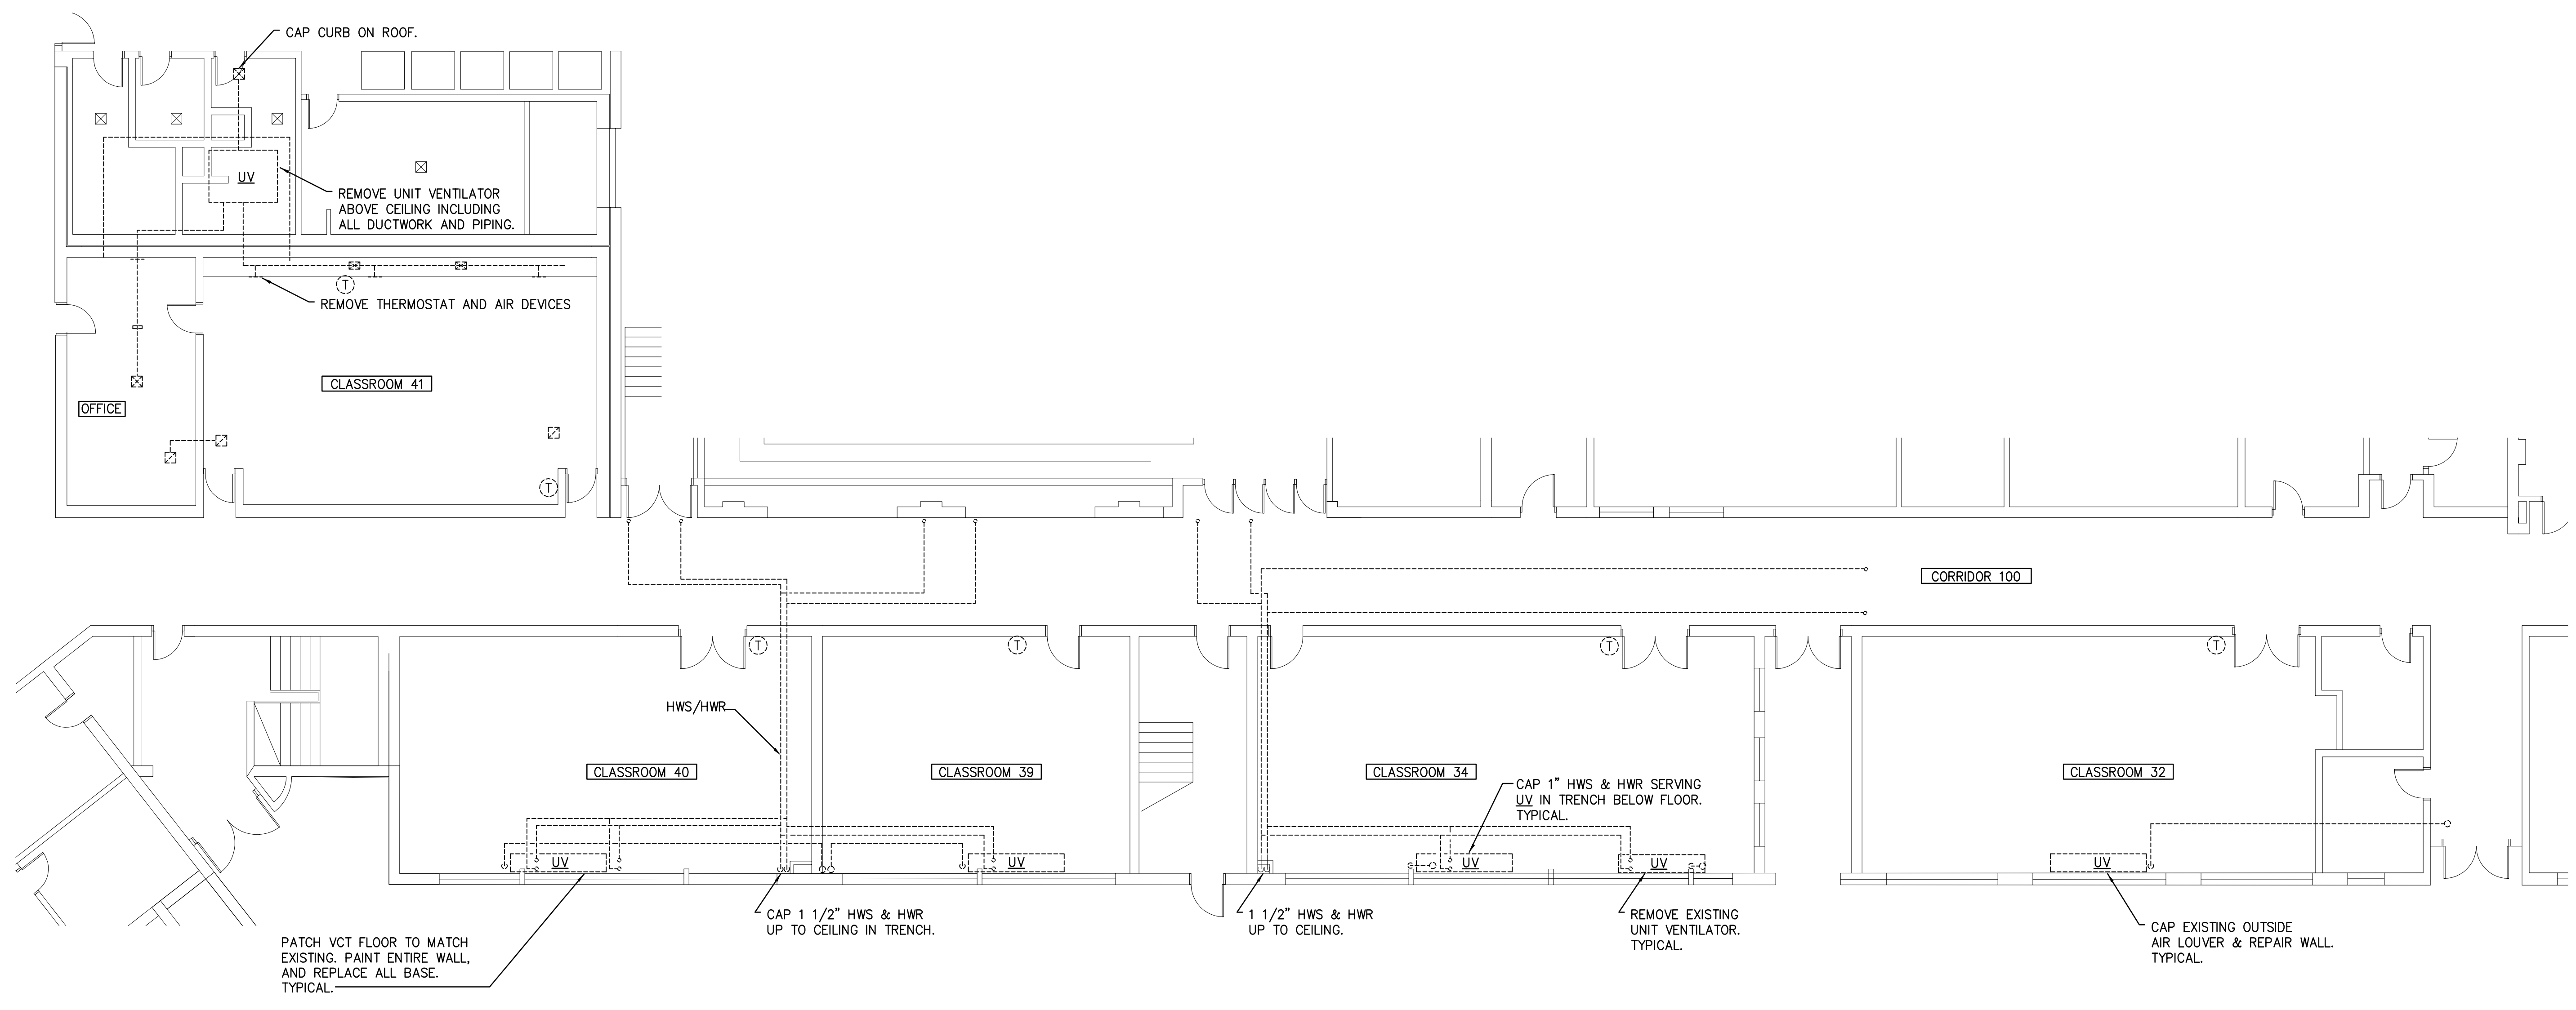 CAP CURB ON ROOF.
UV
REMOVE UNIT VENTILATOR
ABOVE CEILING INCLUDING
ALL DUCTWORK AND PIPING.
T
REMOVE THERMOSTAT AND AIR DEVICES
CLASSROOM 41
OFFICE
T
CORRIDOR 100
T
T
T
T
HWS/HWR
CLASSROOM 40
CLASSROOM 39
CLASSROOM 34
CLASSROOM 32
CAP 1" HWS & HWR SERVING
UV IN TRENCH BELOW FLOOR.
TYPICAL.
UV
UV
UV
UV
UV
CAP 1 1/2" HWS & HWR
UP TO CEILING IN TRENCH.
1 1/2" HWS & HWR
UP TO CEILING.
REMOVE EXISTING
UNIT VENTILATOR.
TYPICAL.
CAP EXISTING OUTSIDE
AIR LOUVER & REPAIR WALL.
TYPICAL.
PATCH VCT FLOOR TO MATCH
EXISTING. PAINT ENTIRE WALL,
AND REPLACE ALL BASE.
TYPICAL.